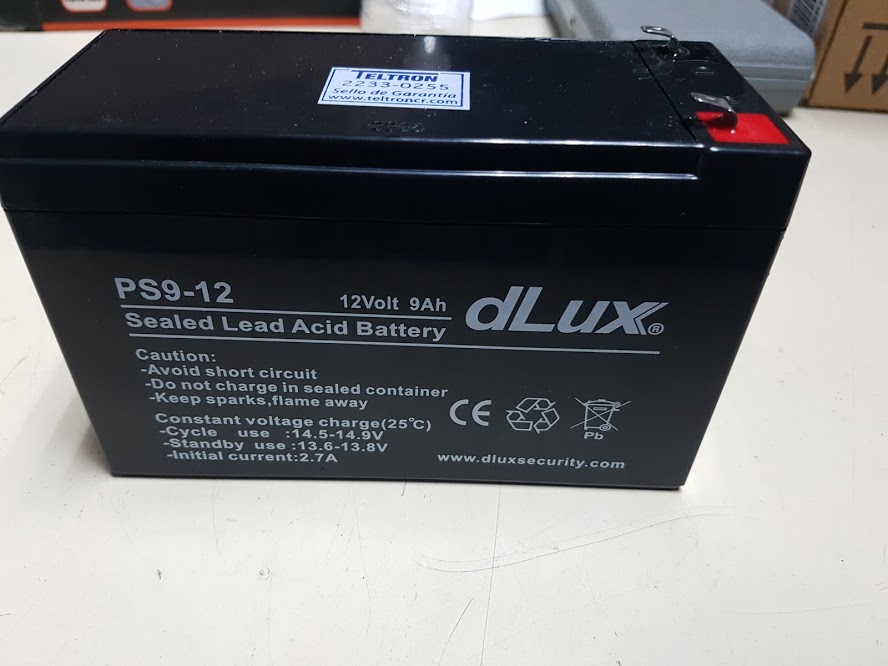 TELTRON
2233-0255
Sello de Garantía
www.teltroncr.com
PS9-12
12Volt 9Ah
dLux
®
Sealed Lead Acid Battery
Caution:
-Avoid short circuit
-Do not charge in sealed container
-Keep sparks,flame away
Constant voltage charge(25℃)
-Cycle use :14.5-14.9V
-Standby use :13.6-13.8V
-Initial current:2.7A
CE
Pb
www.dluxsecurity.com